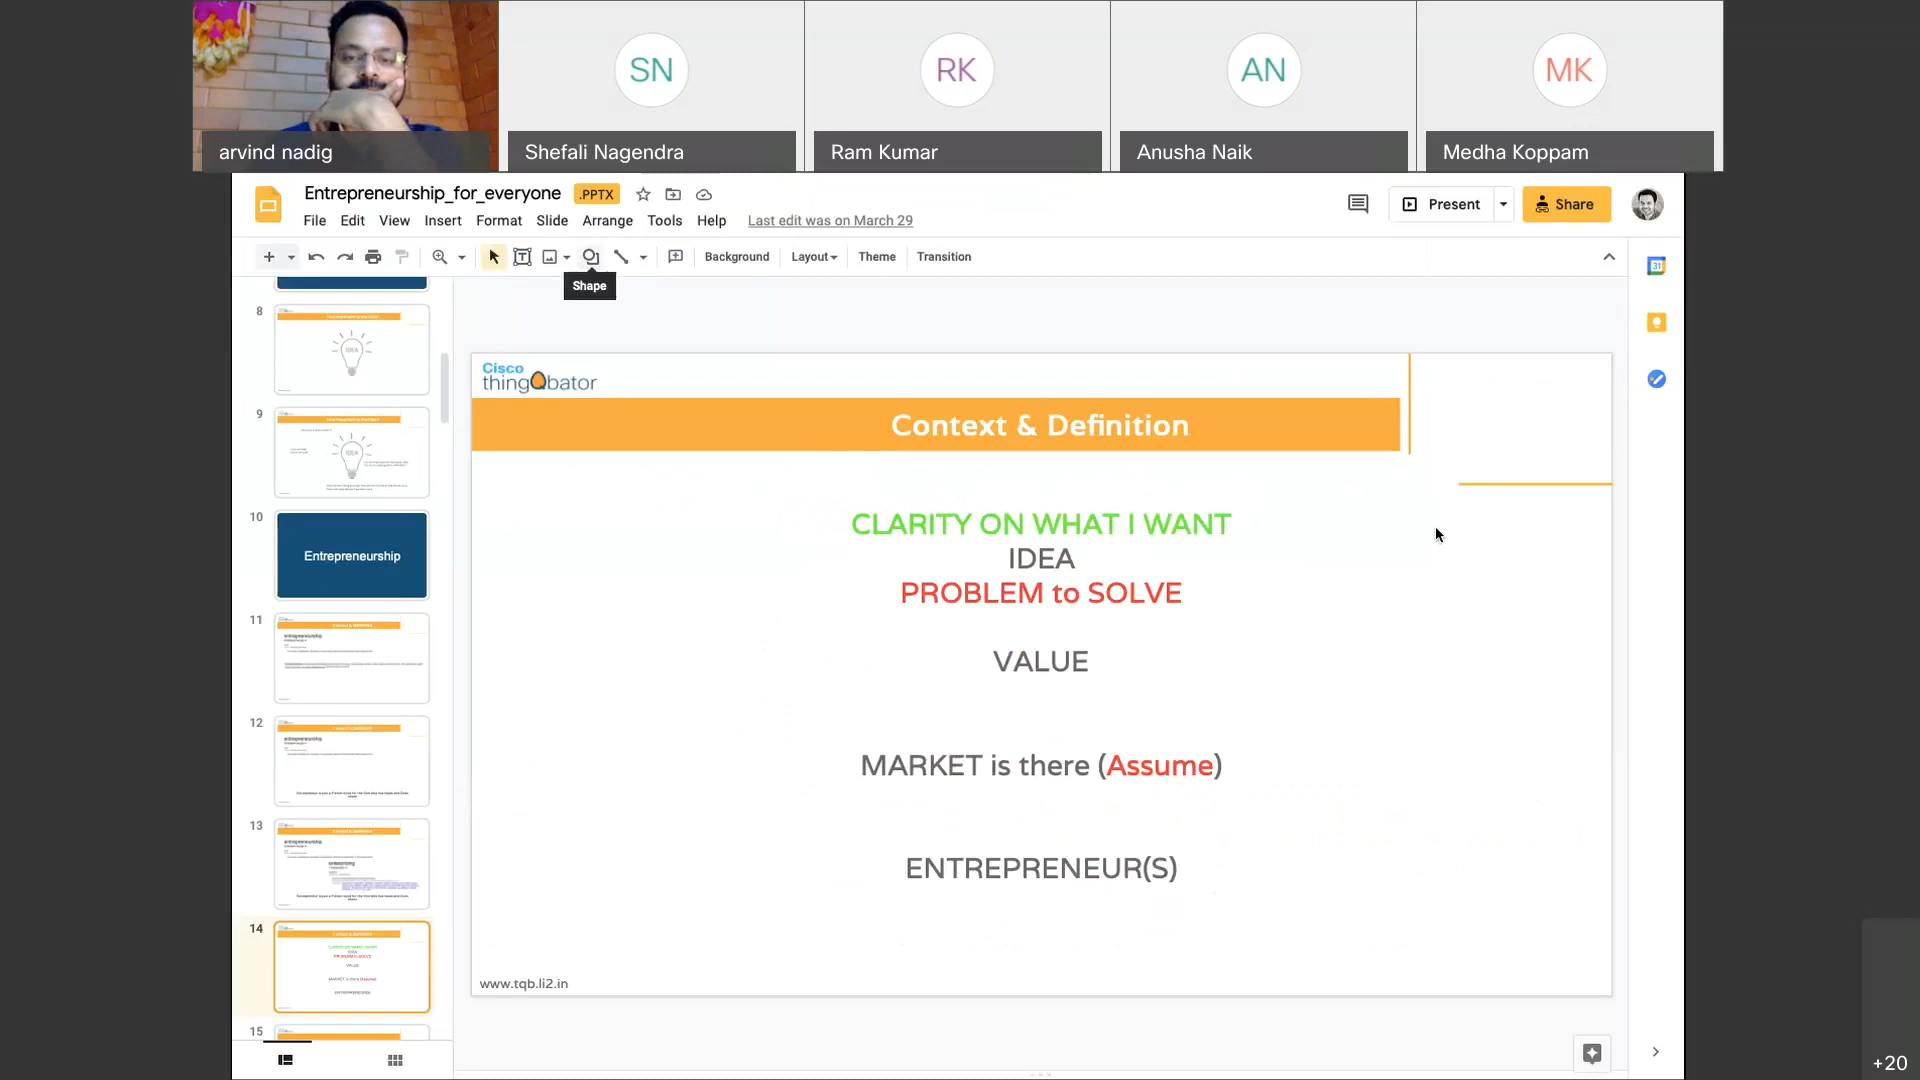 SN
RK
AN
MK
arvind nadig
Shefali Nagendra
Ram Kumar
Anusha Naik
Medha Koppam
Entrepreneurship_for_everyone
.PPTX
File Edit View Insert Format Slide Arrange Tools Help
Last edit was on March 29
Present
Share
Background
Layout
Theme
Transition
Shape
31
8
IDEA
9
IDEA
10
Entrepreneurship
11
12
13
14
15
Cisco
thingQbator
Context & Definition
CLARITY ON WHAT I WANT
IDEA
PROBLEM to SOLVE
VALUE
MARKET is there (Assume)
ENTREPRENEUR(S)
www.tqb.li2.in
+20